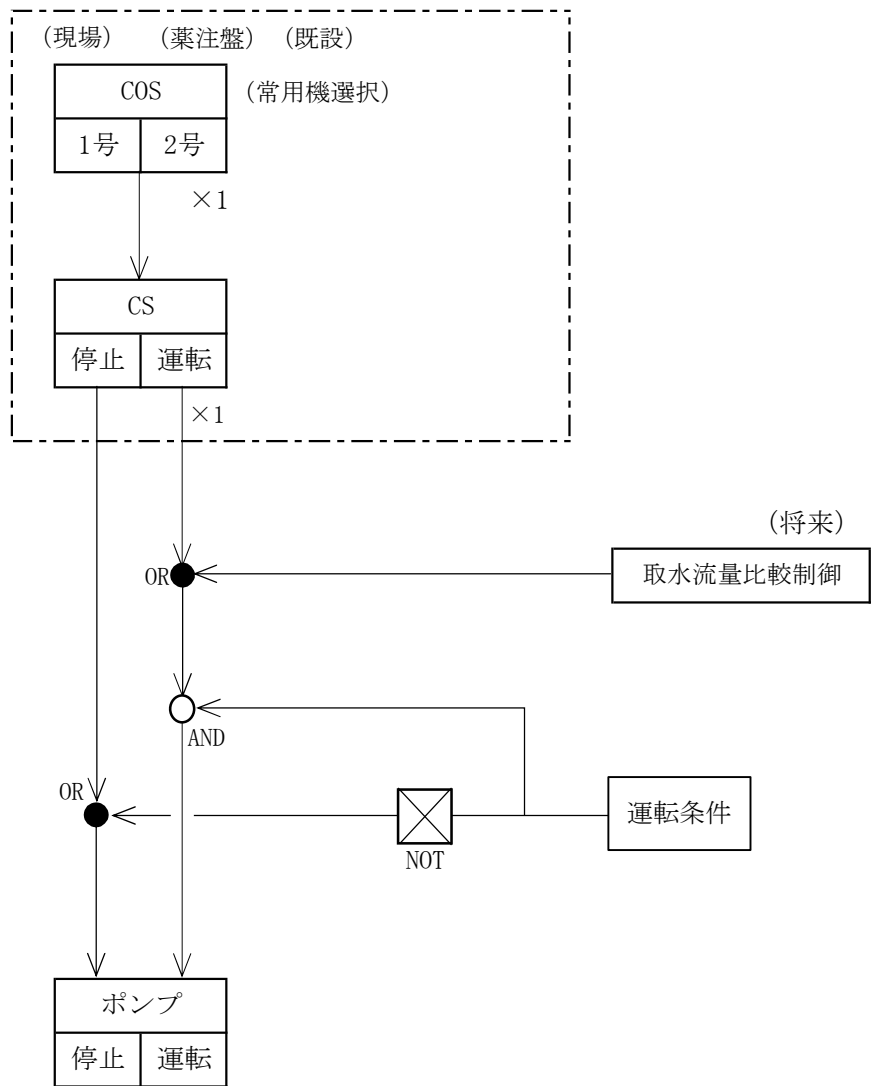 (現場) (薬注盤) (既設)
COS
(常用機選択)
1号 2号
×1
CS
停止 運転
×1
(将来)
OR
取水流量比較制御
AND
OR
運転条件
NOT
ポンプ
停止 運転